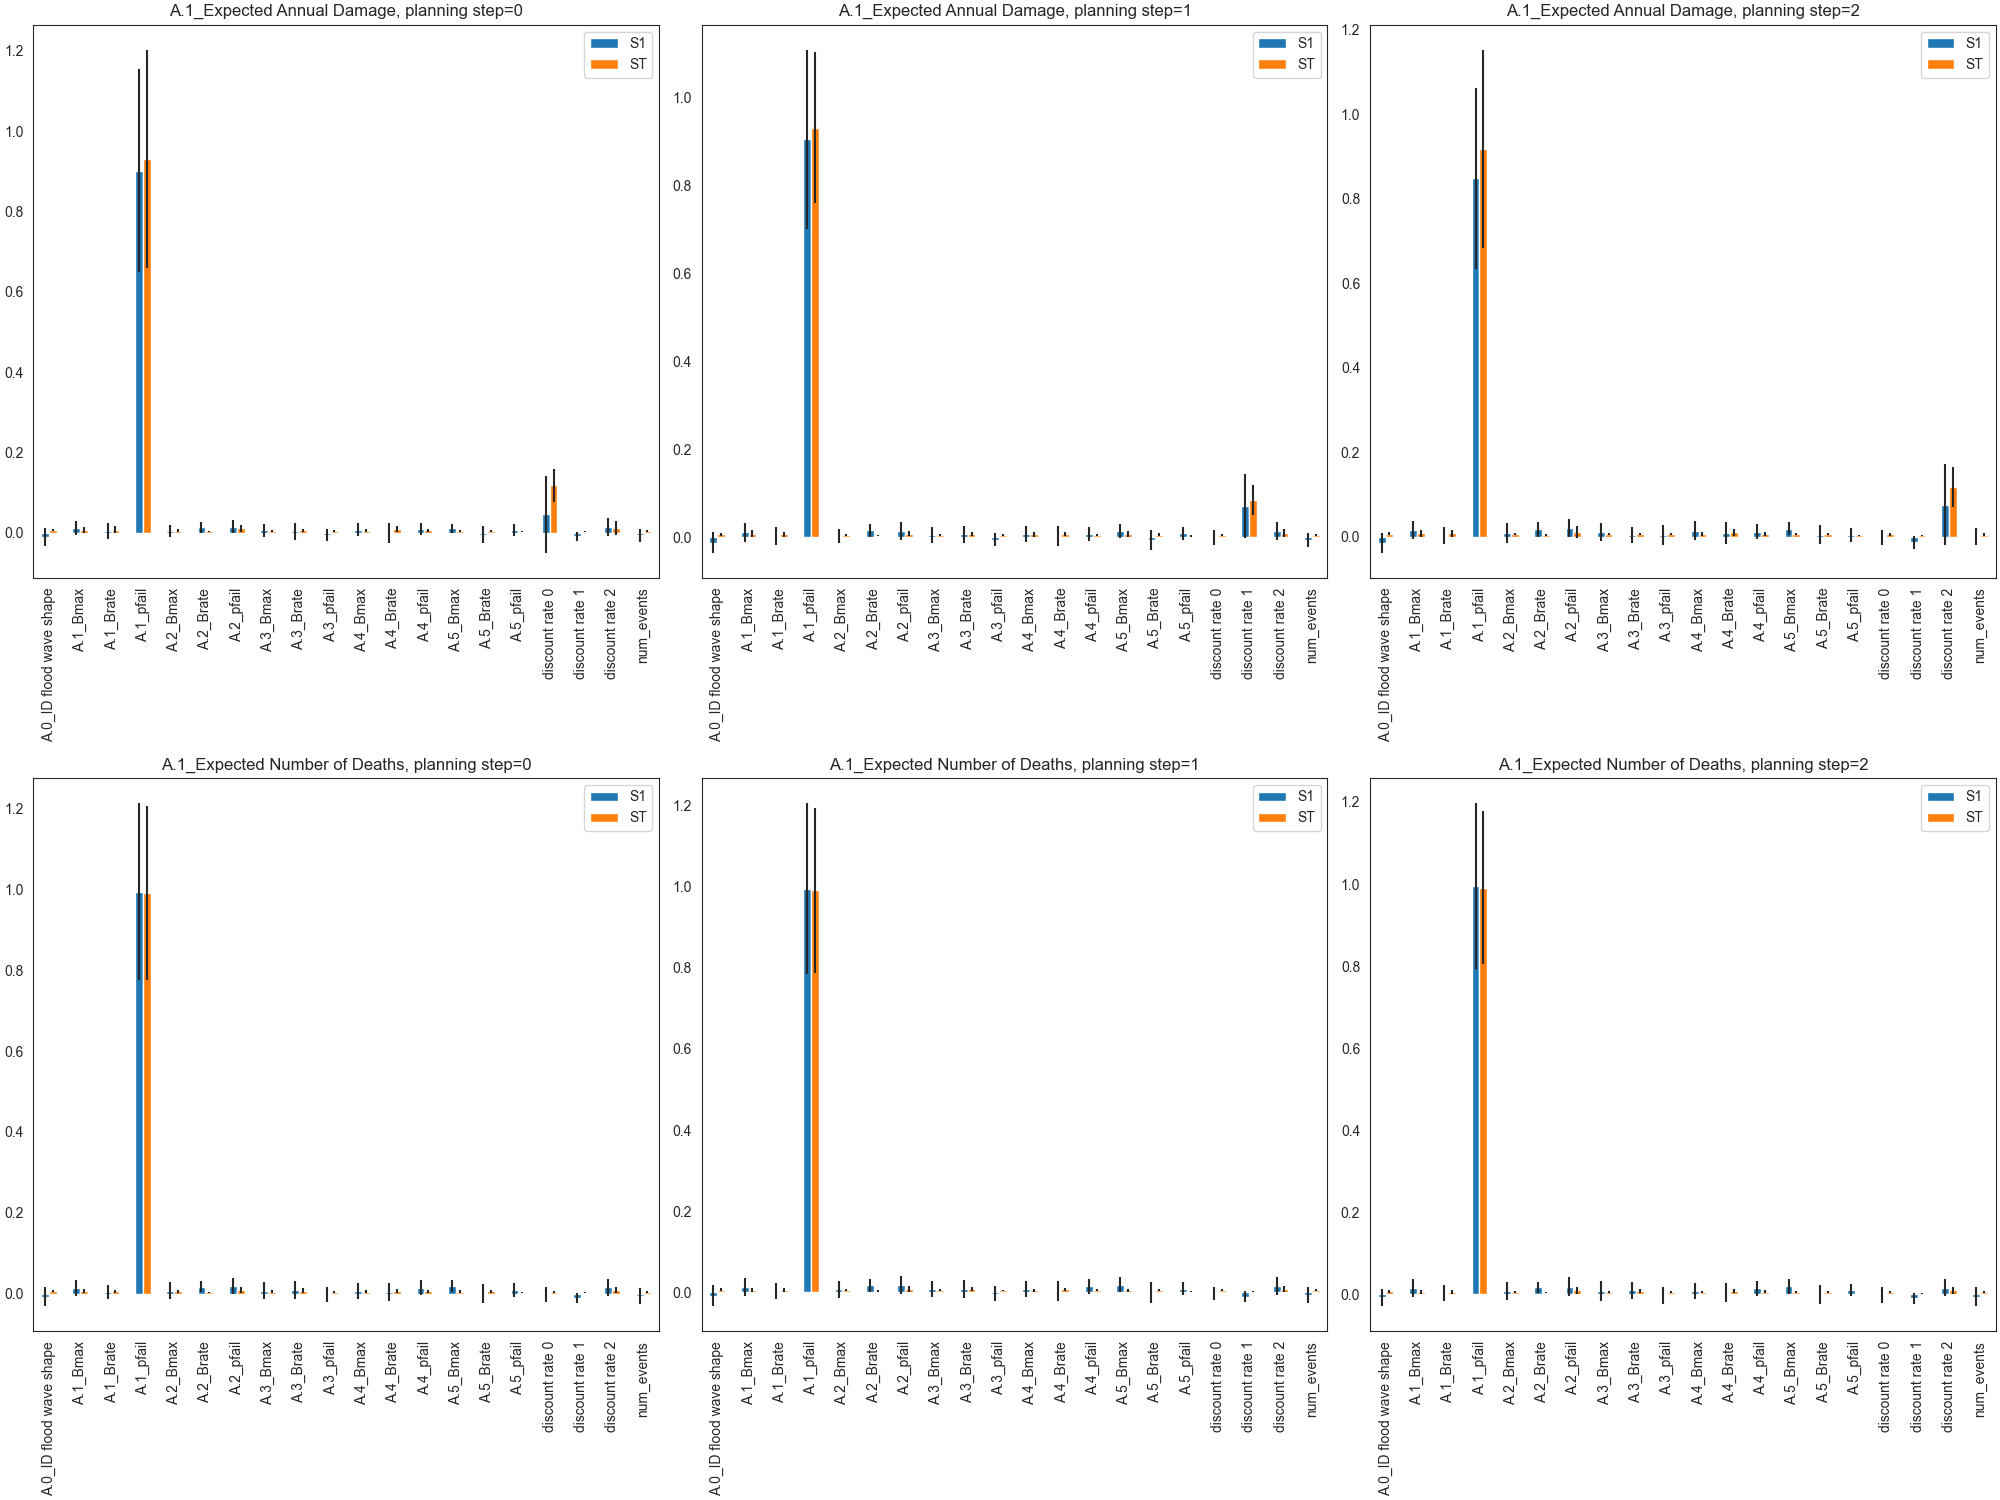 A.1_Expected Annual Damage, planning step=0
1.2
1.0
0.8
0.6
0.4
0.2
0.0
S1
ST
A.0_ID flood wave shape
A.1_Bmax
A.1_Brate
A.1_pfail
A.2_Bmax
A.2_Brate
A.2_pfail
A.3_Bmax
A.3_Brate
A.3_pfail
A.4_Bmax
A.4_Brate
A.4_pfail
A.5_Bmax
A.5_Brate
A.5_pfail
discount rate 0
discount rate 1
discount rate 2
num_events
A.1_Expected Annual Damage, planning step=1
1.0
0.8
0.6
0.4
0.2
0.0
S1
ST
A.0_ID flood wave shape
A.1_Bmax
A.1_Brate
A.1_pfail
A.2_Bmax
A.2_Brate
A.2_pfail
A.3_Bmax
A.3_Brate
A.3_pfail
A.4_Bmax
A.4_Brate
A.4_pfail
A.5_Bmax
A.5_Brate
A.5_pfail
discount rate 0
discount rate 1
discount rate 2
num_events
A.1_Expected Annual Damage, planning step=2
1.2
1.0
0.8
0.6
0.4
0.2
0.0
S1
ST
A.0_ID flood wave shape
A.1_Bmax
A.1_Brate
A.1_pfail
A.2_Bmax
A.2_Brate
A.2_pfail
A.3_Bmax
A.3_Brate
A.3_pfail
A.4_Bmax
A.4_Brate
A.4_pfail
A.5_Bmax
A.5_Brate
A.5_pfail
discount rate 0
discount rate 1
discount rate 2
num_events
A.1_Expected Number of Deaths, planning step=0
1.2
1.0
0.8
0.6
0.4
0.2
0.0
S1
ST
A.0_ID flood wave shape
A.1_Bmax
A.1_Brate
A.1_pfail
A.2_Bmax
A.2_Brate
A.2_pfail
A.3_Bmax
A.3_Brate
A.3_pfail
A.4_Bmax
A.4_Brate
A.4_pfail
A.5_Bmax
A.5_Brate
A.5_pfail
discount rate 0
discount rate 1
discount rate 2
num_events
A.1_Expected Number of Deaths, planning step=1
1.2
1.0
0.8
0.6
0.4
0.2
0.0
S1
ST
A.0_ID flood wave shape
A.1_Bmax
A.1_Brate
A.1_pfail
A.2_Bmax
A.2_Brate
A.2_pfail
A.3_Bmax
A.3_Brate
A.3_pfail
A.4_Bmax
A.4_Brate
A.4_pfail
A.5_Bmax
A.5_Brate
A.5_pfail
discount rate 0
discount rate 1
discount rate 2
num_events
A.1_Expected Number of Deaths, planning step=2
1.2
1.0
0.8
0.6
0.4
0.2
0.0
S1
ST
A.0_ID flood wave shape
A.1_Bmax
A.1_Brate
A.1_pfail
A.2_Bmax
A.2_Brate
A.2_pfail
A.3_Bmax
A.3_Brate
A.3_pfail
A.4_Bmax
A.4_Brate
A.4_pfail
A.5_Bmax
A.5_Brate
A.5_pfail
discount rate 0
discount rate 1
discount rate 2
num_events